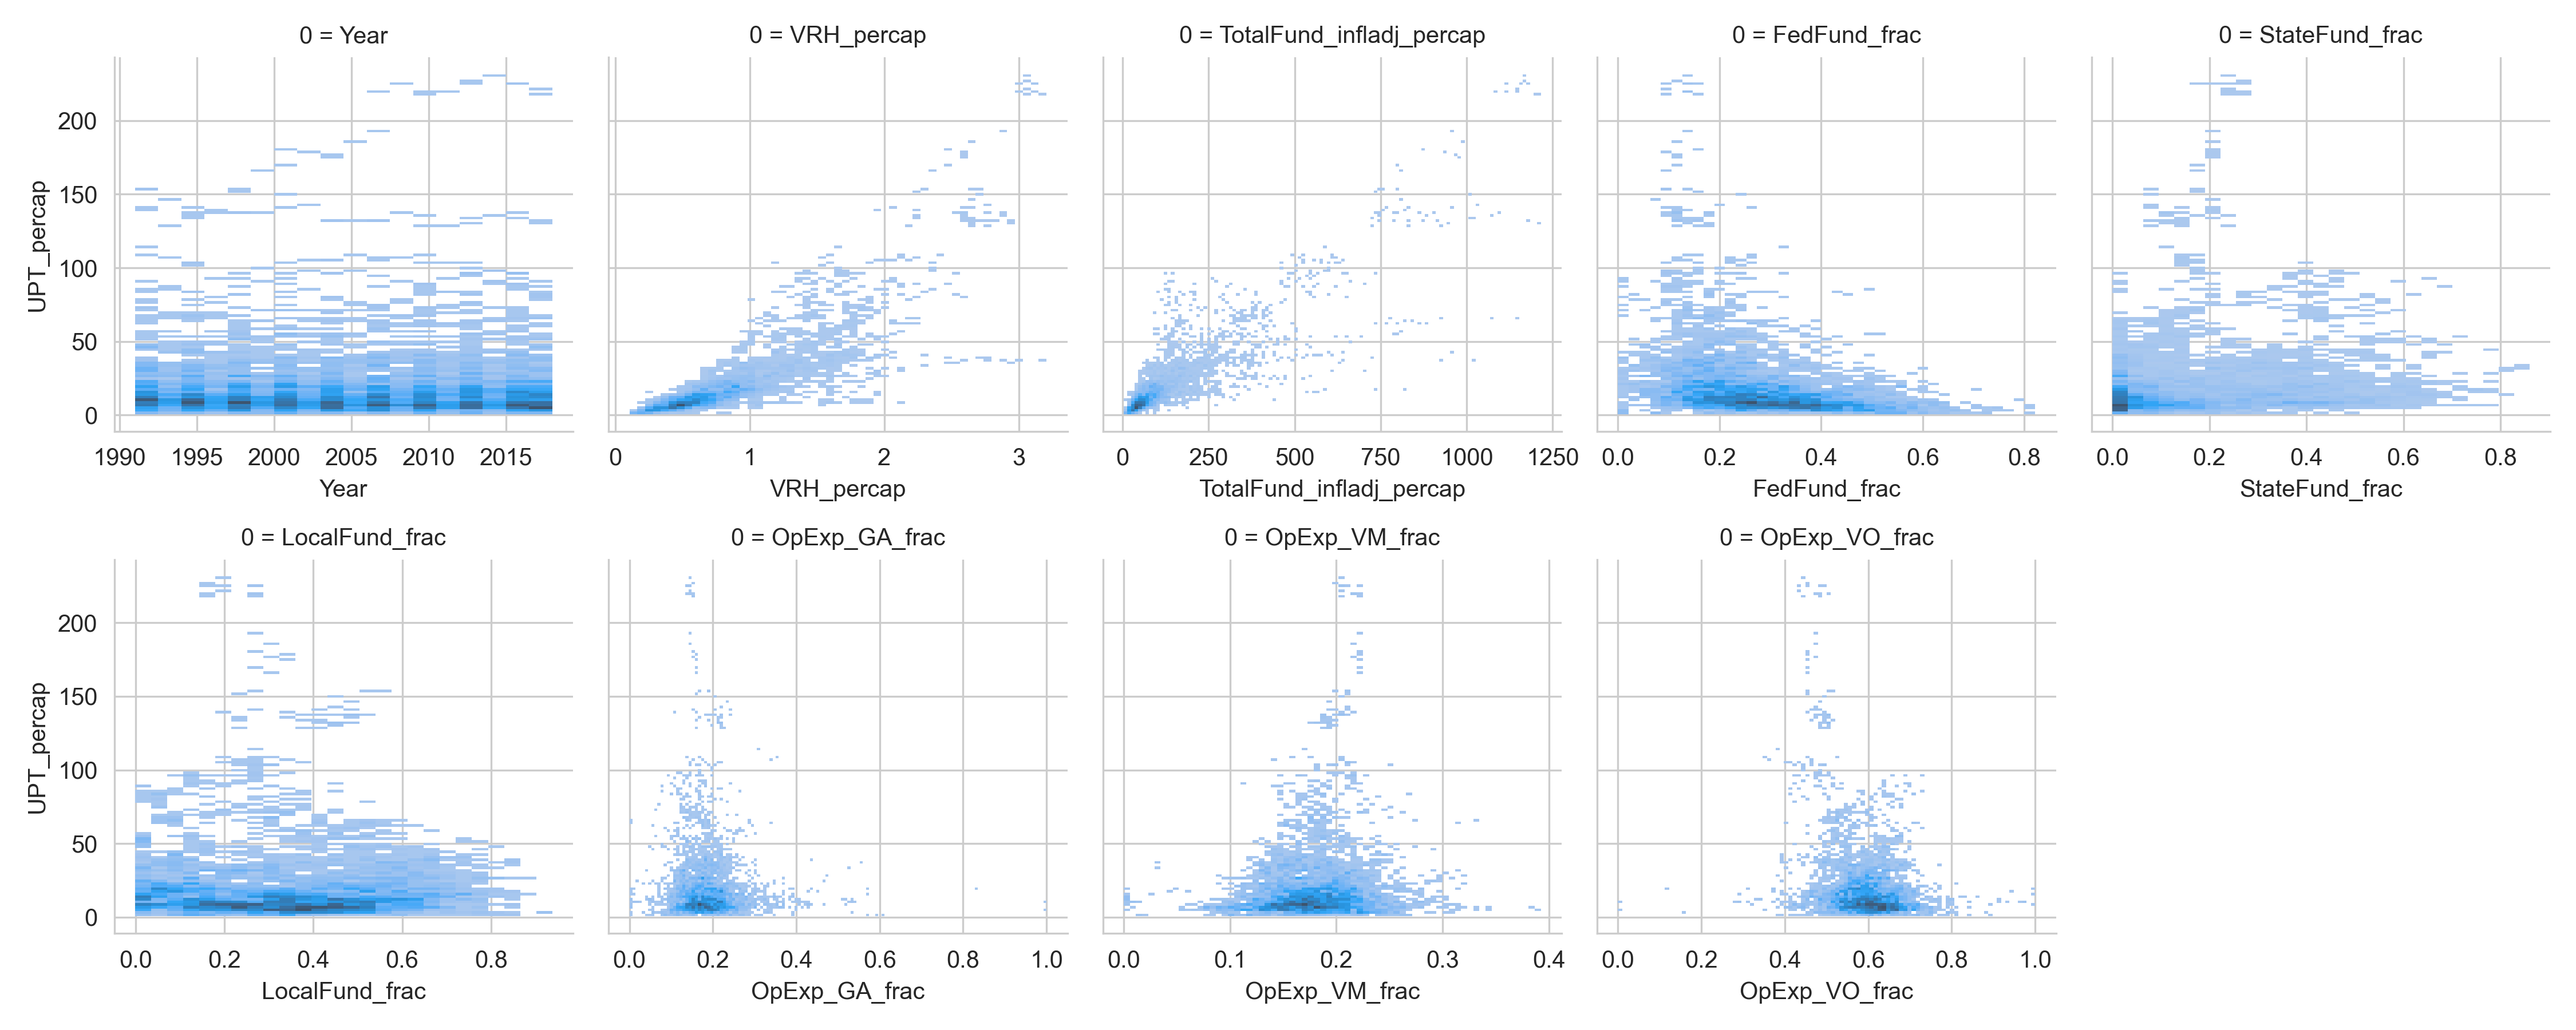 0 = Year
0 = VRH_percap
0 = TotalFund_infladj_percap
0 = FedFund_frac
0 = StateFund_frac
UPT_percap
200
150
100
50
0
1990 1995 2000 2005 2010 2015
0 1 2 3
0 250 500 750 1000 1250
0.0 0.2 0.4 0.6 0.8
0.0 0.2 0.4 0.6 0.8
Year
VRH_percap
TotalFund_infladj_percap
FedFund_frac
StateFund_frac
0 = LocalFund_frac
0 = OpExp_GA_frac
0 = OpExp_VM_frac
0 = OpExp_VO_frac
UPT_percap
200
150
100
50
0
0.0 0.2 0.4 0.6 0.8
0.0 0.2 0.4 0.6 0.8 1.0
0.0 0.1 0.2 0.3 0.4
0.0 0.2 0.4 0.6 0.8 1.0
LocalFund_frac
OpExp_GA_frac
OpExp_VM_frac
OpExp_VO_frac